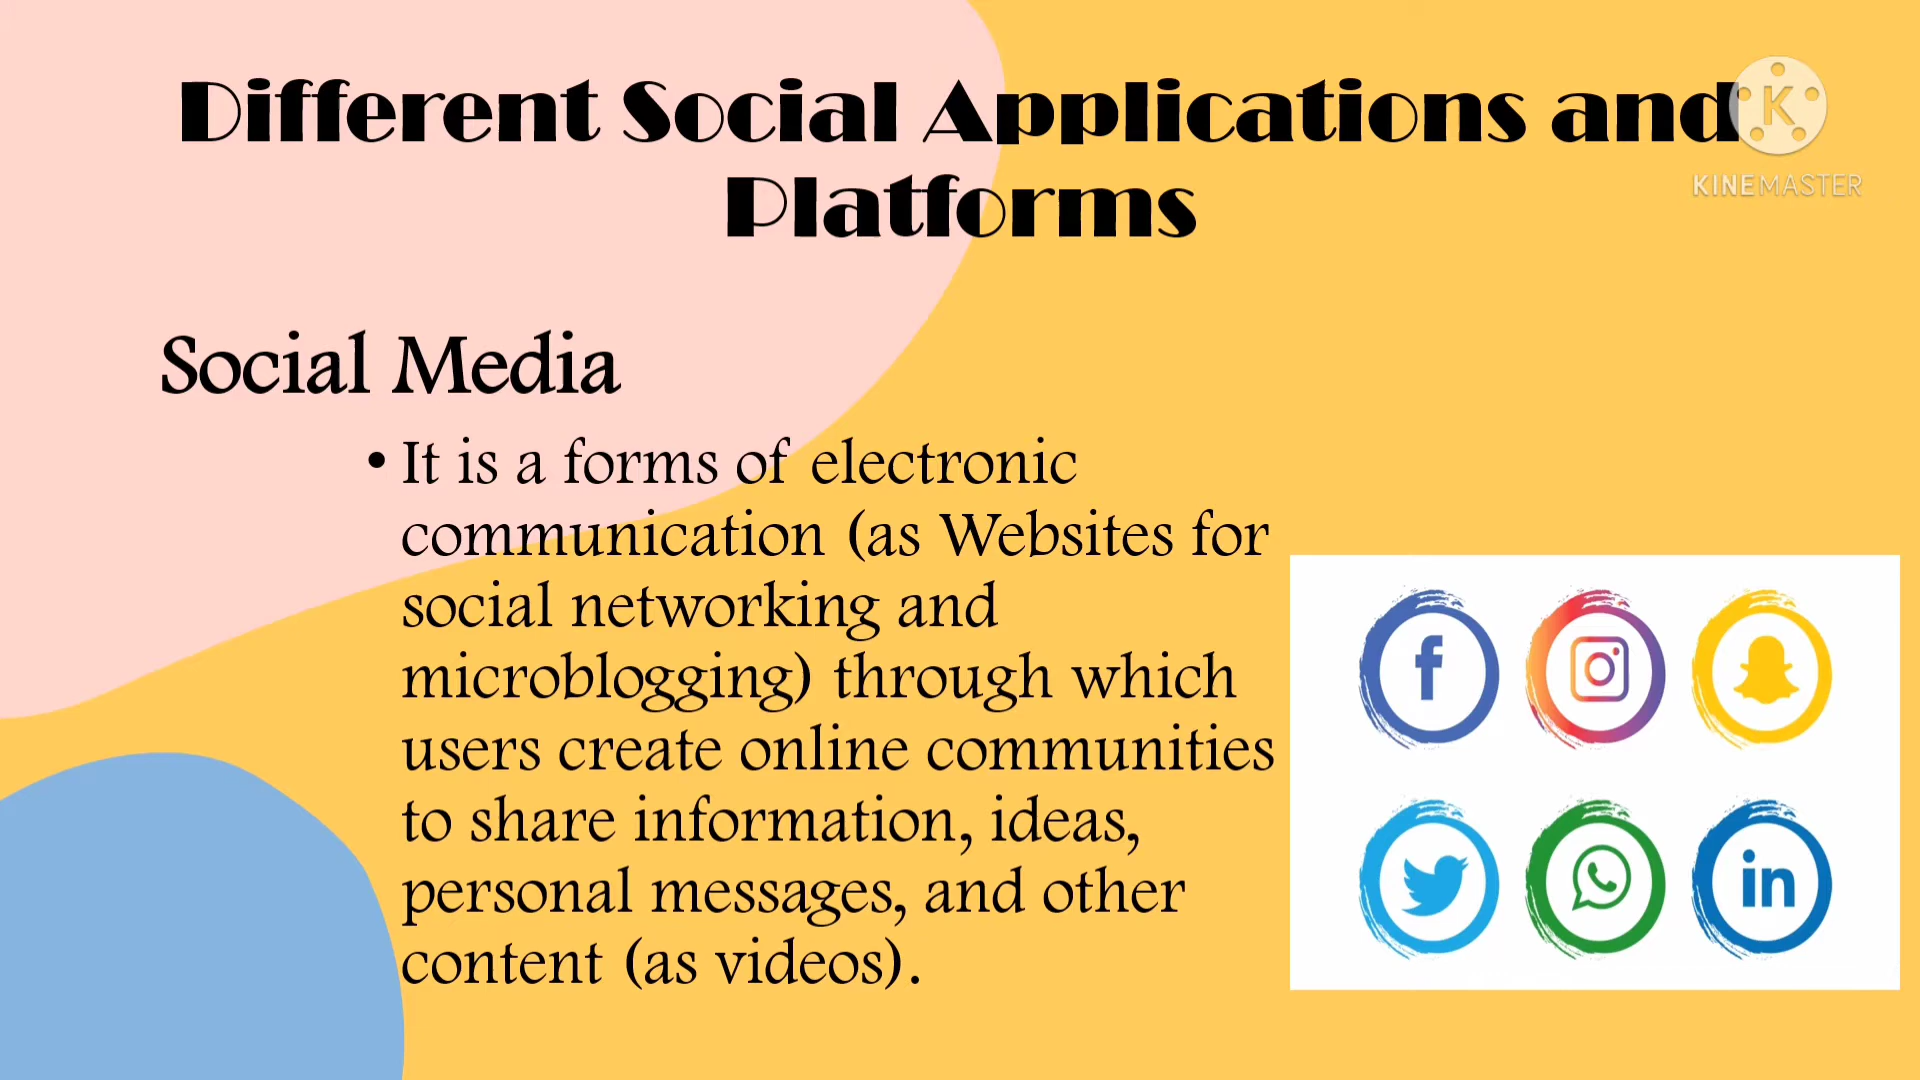 Different Social Applications and
Platforms
K
KINEMASTER
Social Media
• It is a forms of electronic
communication (as Websites for
social networking and
microblogging) through which
users create online communities
to share information, ideas,
personal messages, and other
content (as videos).
f
in